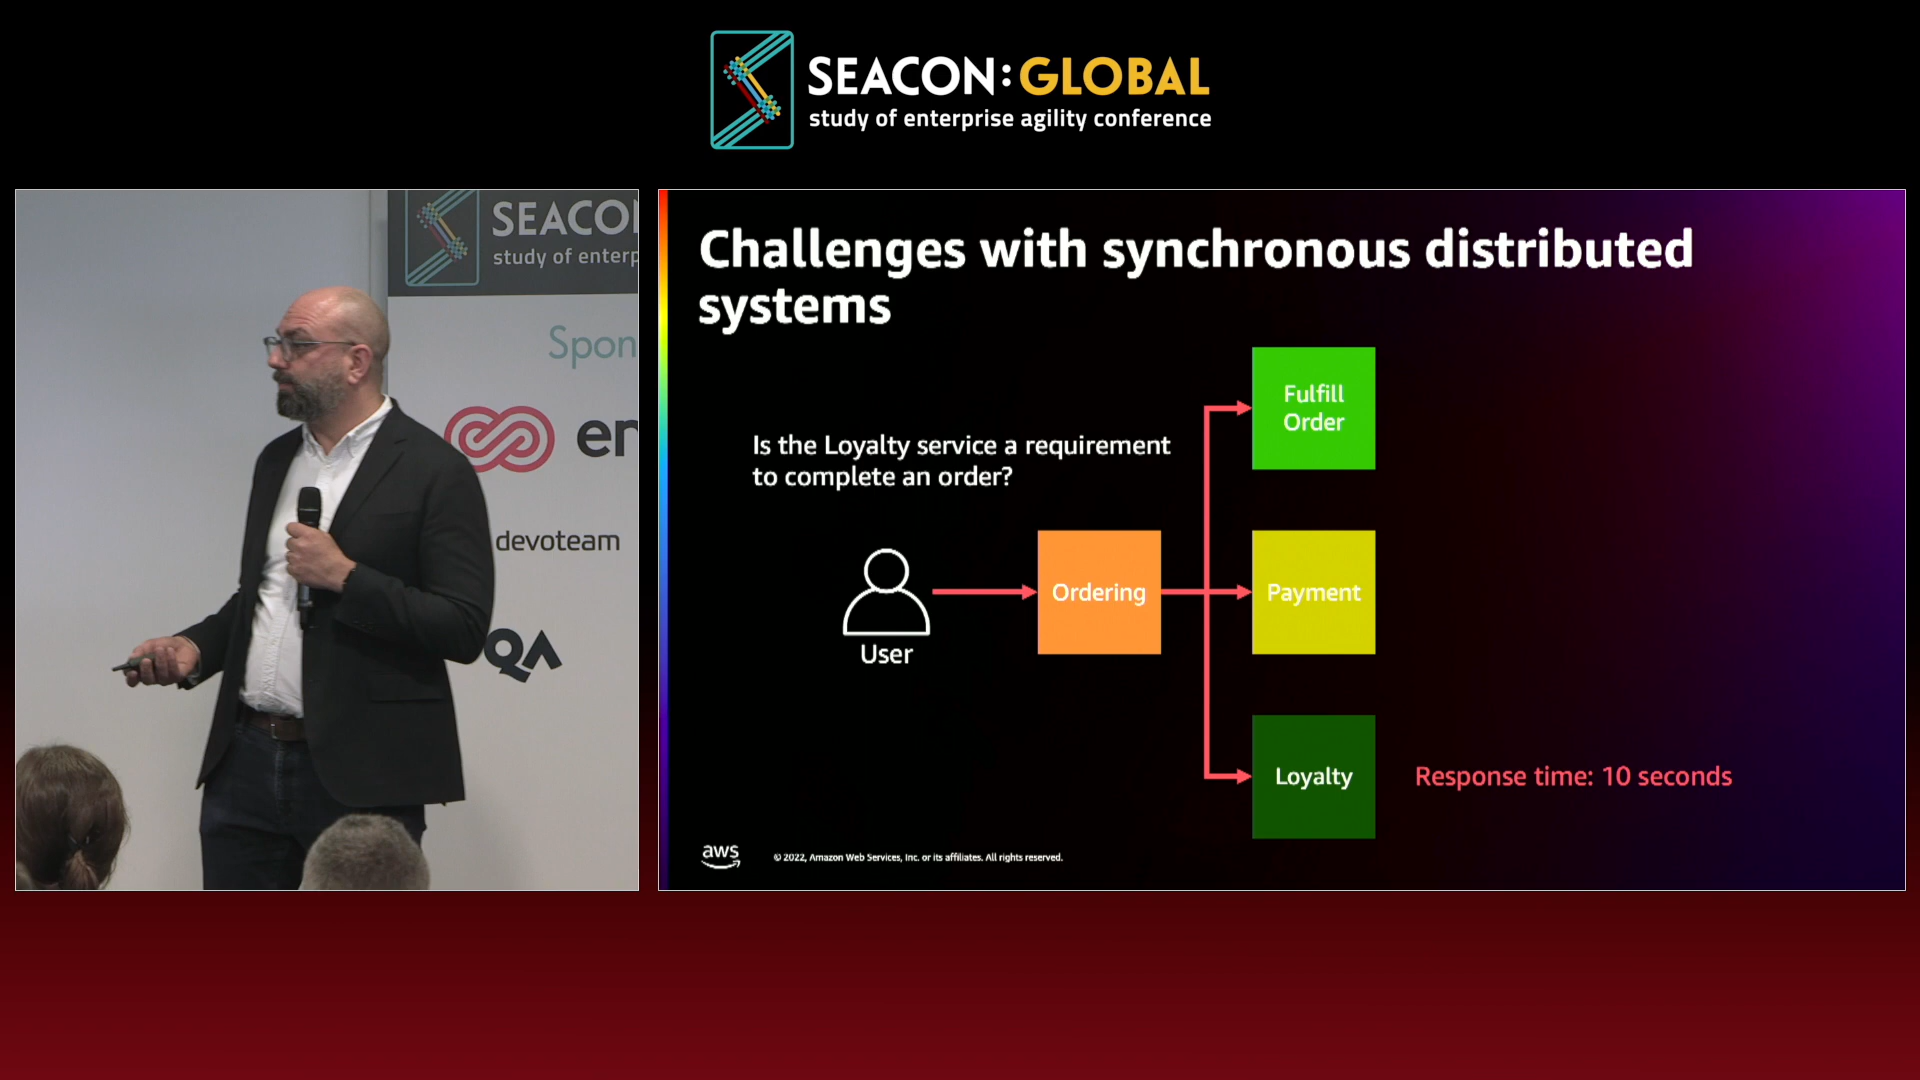 SEACON:GLOBAL
study of enterprise agility conference
SEACO
study of enterp
Spon
en
devoteam
QA
Challenges with synchronous distributed
systems
Is the Loyalty service a requirement
to complete an order?
Fulfill
Order
Ordering
Payment
User
Loyalty
Response time: 10 seconds
aws
© 2022, Amazon Web Services, Inc. or its affiliates. All rights reserved.